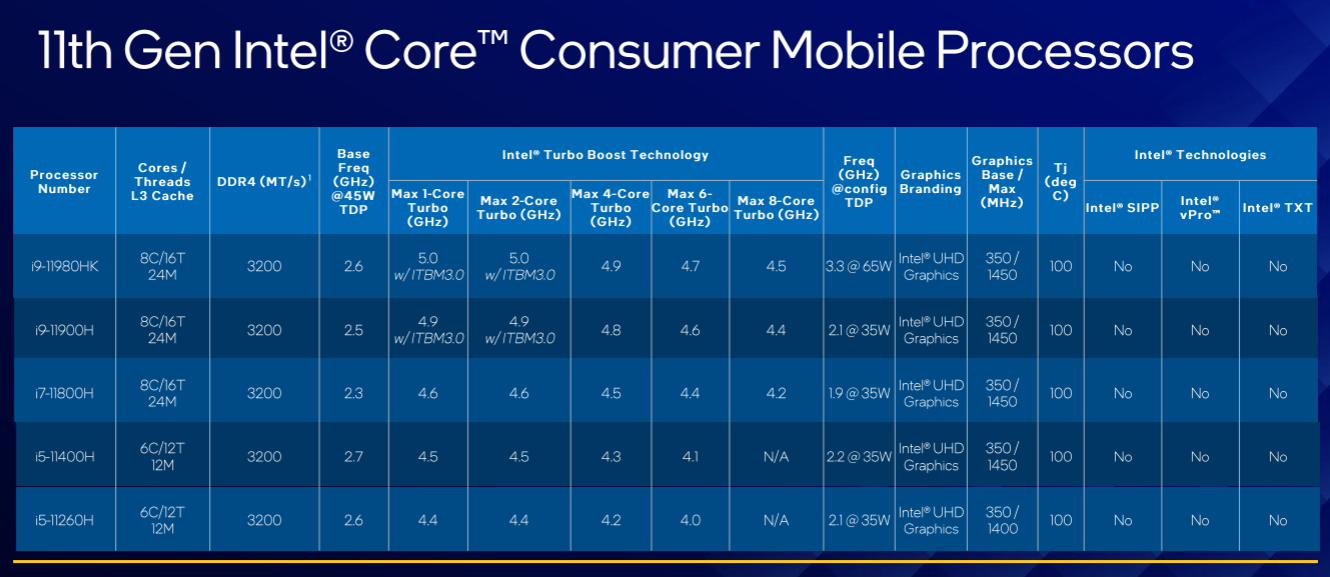 11th Gen Intel® Core™ Consumer Mobile Processors
Processor Number
Cores / Threads L3 Cache
DDR4 (MT/s)¹
Base Freq (GHz) @45W TDP
Intel® Turbo Boost Technology
Max 1-Core Turbo (GHz)
Max 2-Core Turbo (GHz)
Max 4-Core Turbo (GHz)
Max 6-Core Turbo (GHz)
Max 8-Core Turbo (GHz)
Freq (GHz) @config TDP
Graphics Branding
Graphics Base / Max (MHz)
Tj (deg C)
Intel® Technologies
Intel® SIPP
Intel® vPro™
Intel® TXT
i9-11980HK 8C/16T 24M 3200 2.6 5.0 w/ITBM3.0 5.0 w/ITBM3.0 4.9 4.7 4.5 3.3 @ 65W Intel® UHD Graphics 350 / 1450 100 No No No
i9-11900H 8C/16T 24M 3200 2.5 4.9 w/ITBM3.0 4.9 w/ITBM3.0 4.8 4.6 4.4 2.1 @ 35W Intel® UHD Graphics 350 / 1450 100 No No No
i7-11800H 8C/16T 24M 3200 2.3 4.6 4.6 4.5 4.4 4.2 1.9 @ 35W Intel® UHD Graphics 350 / 1450 100 No No No
i5-11400H 6C/12T 12M 3200 2.7 4.5 4.5 4.3 4.1 N/A 2.2 @ 35W Intel® UHD Graphics 350 / 1450 100 No No No
i5-11260H 6C/12T 12M 3200 2.6 4.4 4.4 4.2 4.0 N/A 2.1 @ 35W Intel® UHD Graphics 350 / 1400 100 No No No